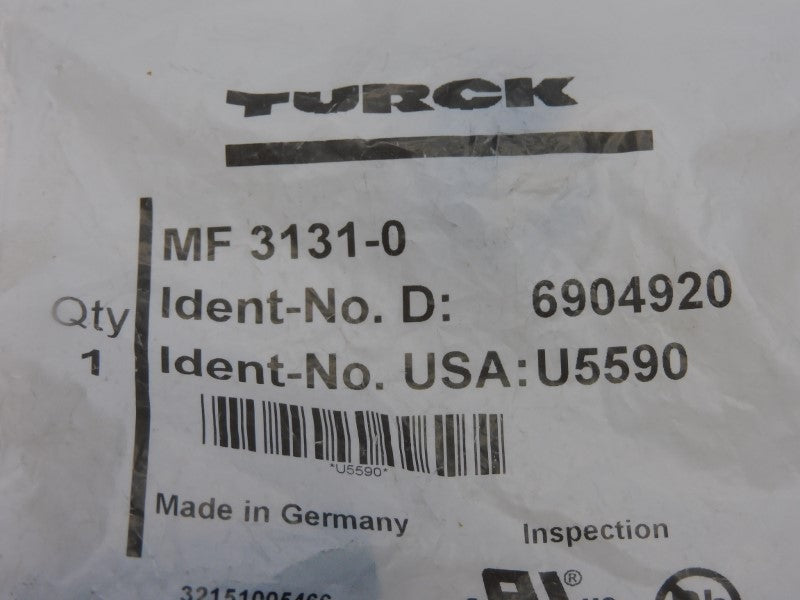 TURCK
MF 3131-0
Ident-No. D: 6904920
Qty
1
Ident-No. USA: U5590
*U5590*
Made in Germany
Inspection
®